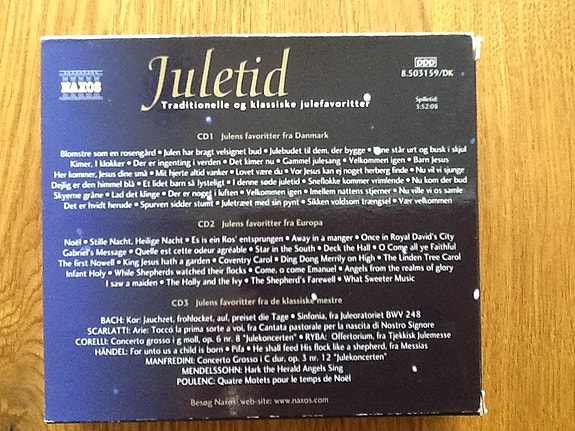 NAXOS
Juletid
Traditionelle og klassiske julefavoritter
DDD
8.503159/DK
Spilletid:
3:52:08
CD1 Julens favoritter fra Danmark
Blomstre som en rosengård • Julen har bragt velsignet bud • Julebudet til dem, der bygge • Lone står urt og busk i skjul
Kimer, I klokker • Der er ingenting i verden • Det kimer nu • Gammel julesang • Velkommen igen • Barn Jesus
Her kommer, Jesus dine små • Mit hjerte altid vanker • Lovet være du • Vor Jesus kan ej noget herberg finde • Nu vil vi sjunge
Dejlig er den himmel blå • Et lidet barn så lysteligt • I denne søde juletid • Sneflokke kommer vrimlende • Nu kom der bud
Skyerne gråne • Lad det klinge • Der er noget i luften • Velkommen igen • Imellem nattens stjerner • Nu ville vi os samle
Det er hvidt herude • Spurven sidder stumt • Juletræet med sin pynt • Sikken voldsom trængsel • Vær velkommen
CD2 Julens favoritter fra Europa
Noël • Stille Nacht, Heilige Nacht • Es is ein Ros' entsprungen • Away in a manger • Once in Royal David's City
Gabriel's Message • Quelle est cette odeur agréable • Star in the South • Deck the Hall • O Come all ye Faithful
The first Nowell • King Jesus hath a garden • Coventry Carol • Ding Dong Merrily on High • The Linden Tree Carol
Infant Holy • While Shepherds watched their flocks • Come, o come Emanuel • Angels from the realms of glory
I saw a maiden • The Holly and the Ivy • The Shepherd's Farewell • What Sweeter Music
CD3 Julens favoritter fra de klassiske mestre
BACH: Kor: Jauchzet, frohlocket, auf, preiset die Tage • Sinfonia, fra Juleoratoriet BWV 248
SCARLATTI: Arie: Toccò la prima sorte a voi, fra Cantata pastorale per la nascita di Nostro Signore
CORELLI: Concerto grosso i g mol, op. 6 nr. 8 "Julekoncerten" • RYBA: Offertorium, fra Tjekkisk Julemesse
HÄNDEL: For unto us a child is born • Pifa • He shall feed His flock like a shepherd, fra Messias
MANFREDINI: Concerto Grosso i C dur, op. 3 nr. 12 "Julekoncerten"
MENDELSSOHN: Hark the Herald Angels Sing
POULENC: Quatre Motets pour le temps de Noël
Besøg Naxos web-site: www.naxos.com